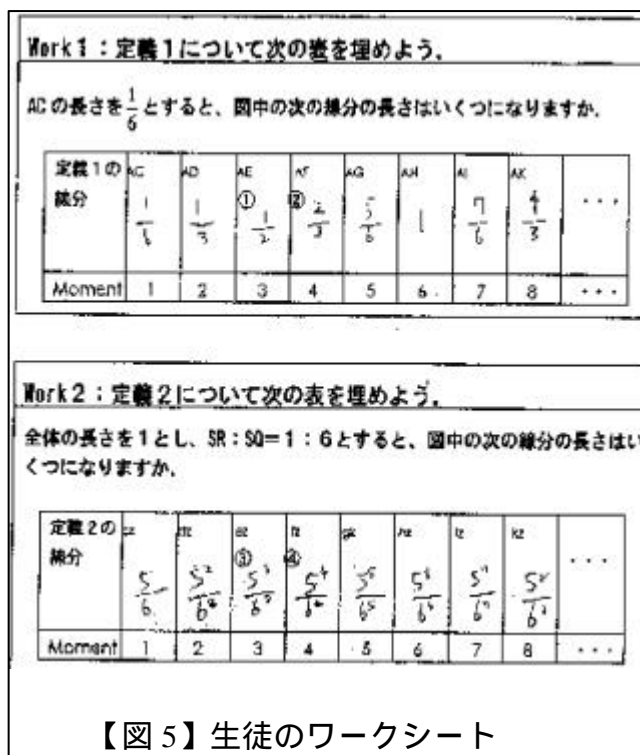 Work1：定義1について次の表を埋めよう．
ACの長さを1/6とすると、図中の次の線分の長さはいくつになりますか．
定義1の線分 AC AD AE AF AG AH AI AK
1/6 1/3 ① 1/2 ② 2/3 5/6 1 7/6 4/3 ･･･
Moment 1 2 3 4 5 6 7 8 ･･･
Work2：定義2について次の表を埋めよう．
全体の長さを1とし、SR：SQ＝1：6とすると、図中の次の線分の長さはい
くつになりますか．
定義2の
線分
5/6 5²/6² ③ 5³/6³ ④ 5⁴/6⁴ 5⁵/6⁵ 5⁶/6⁶ 5⁷/6⁷ ･･･
Moment 1 2 3 4 5 6 7 8 ･･･
【図5】生徒のワークシート